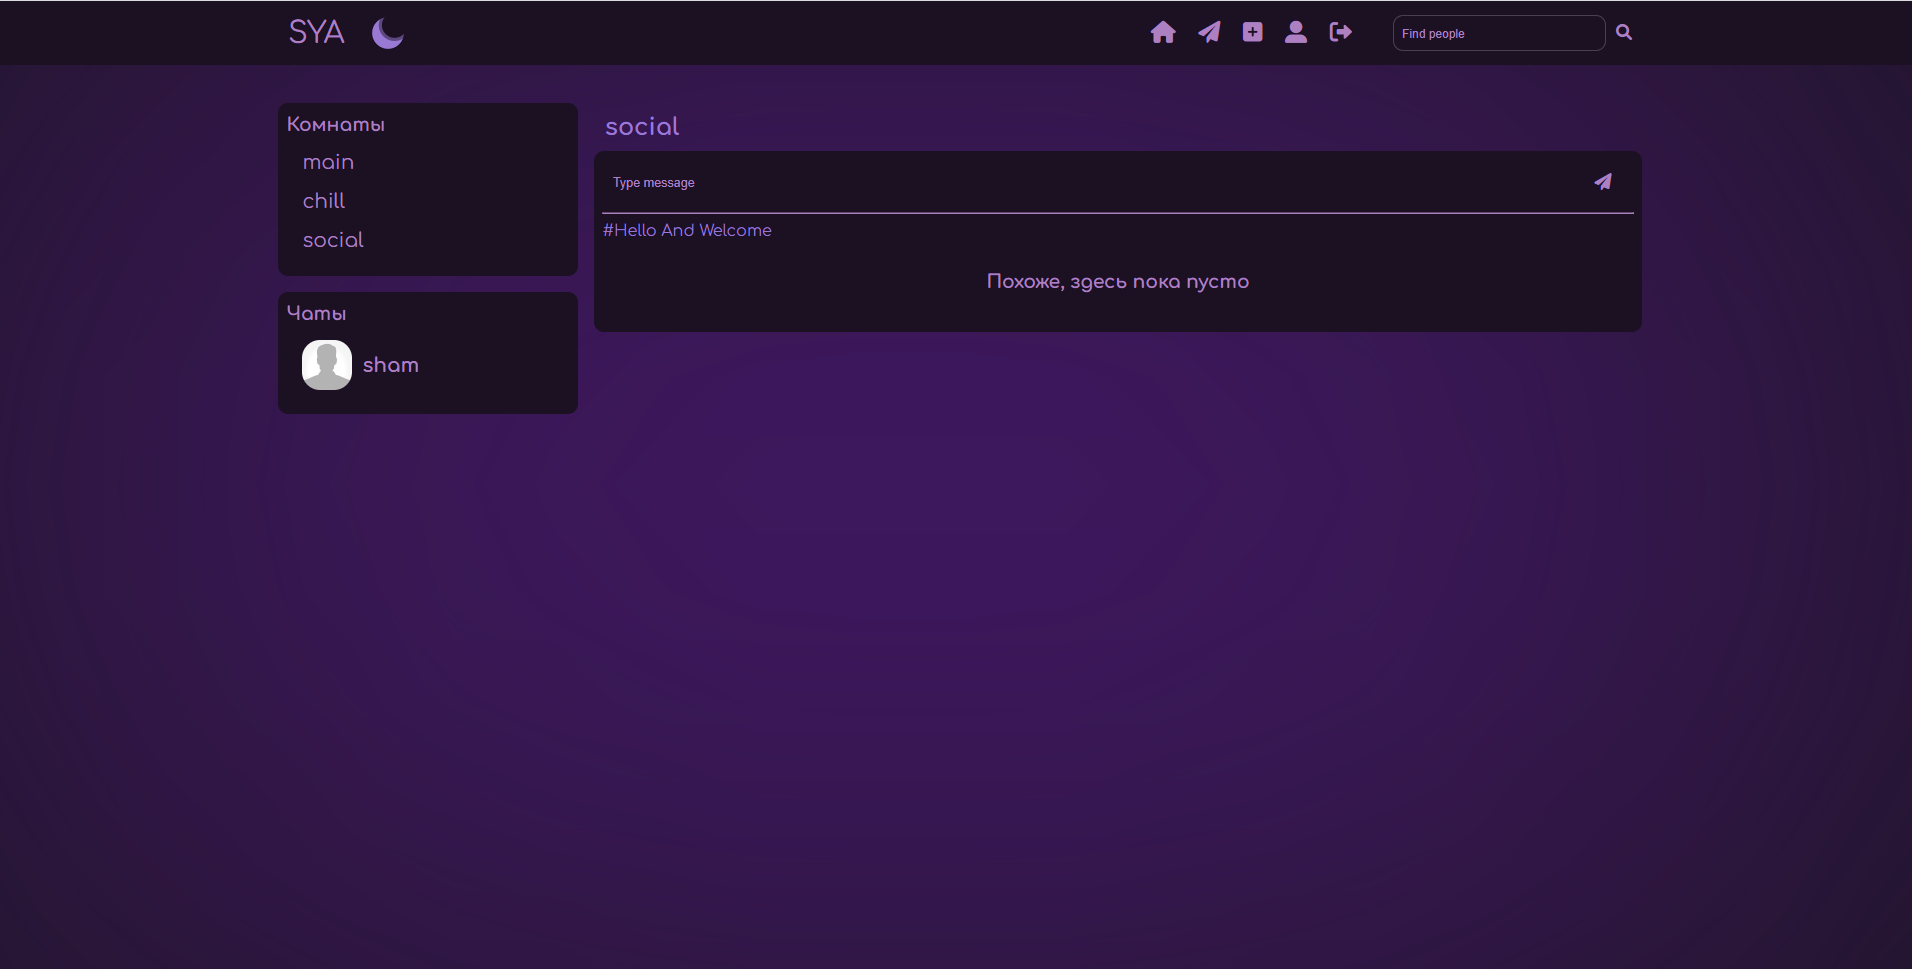 SYA
Find people
Комнаты
main
chill
social
Чаты
sham
social
Type message
#Hello And Welcome
Похоже, здесь пока пусто